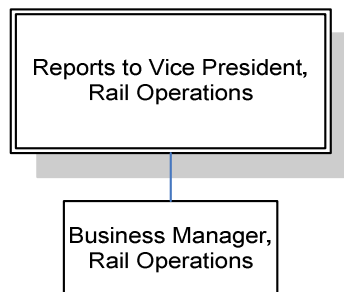 Reports to Vice President,
Rail Operations
Business Manager,
Rail Operations